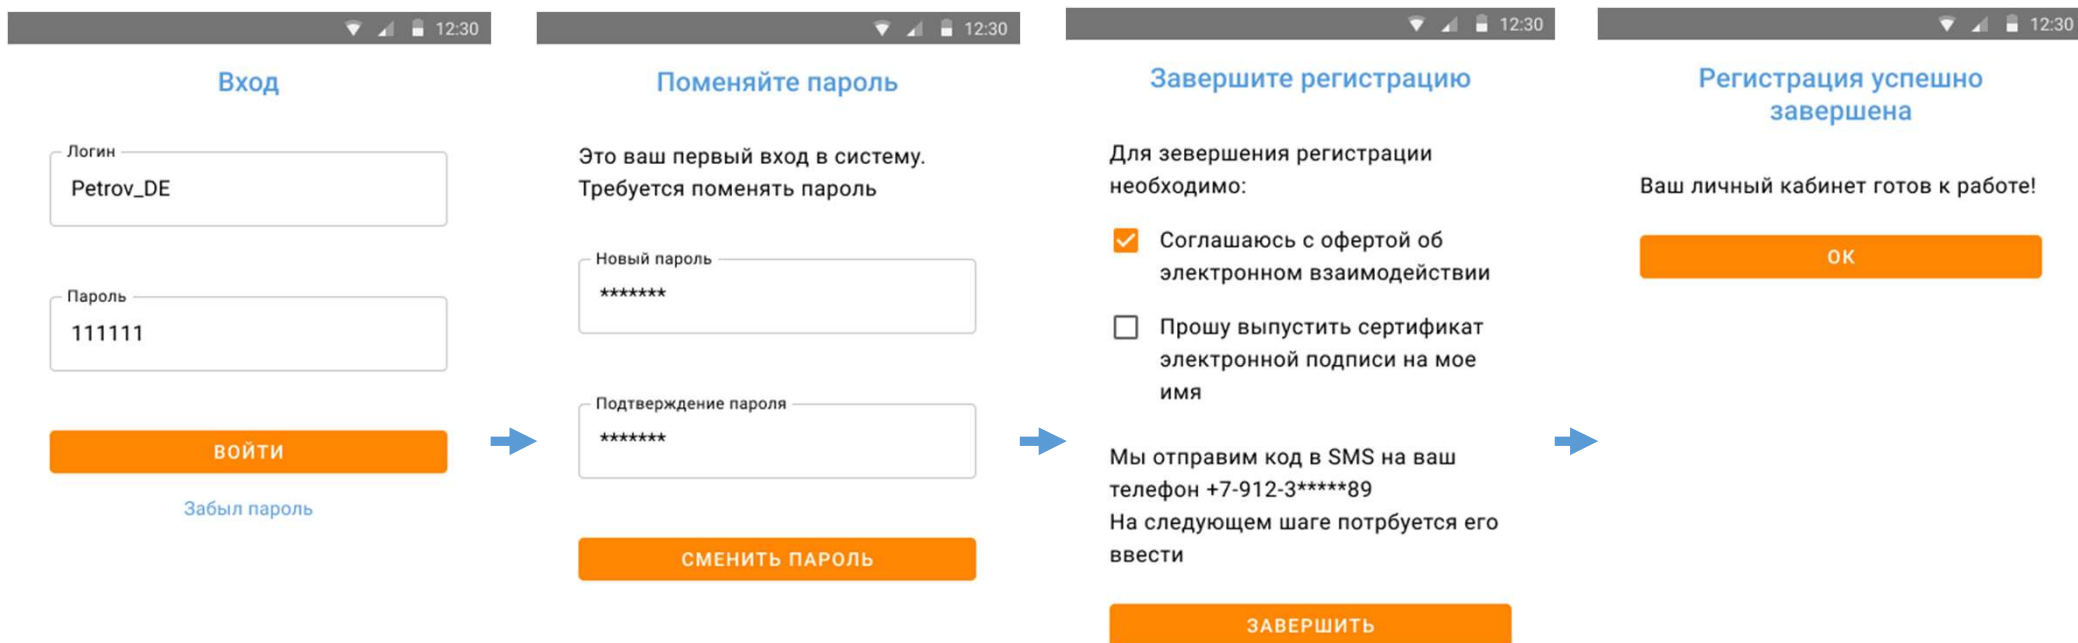 12:30
Вход
Логин
Petrov_DE
Пароль
111111
ВОЙТИ
Забыл пароль
12:30
Поменяйте пароль
Это ваш первый вход в систему.
Требуется поменять пароль
Новый пароль
*******
Подтверждение пароля
*******
СМЕНИТЬ ПАРОЛЬ
12:30
Завершите регистрацию
Для зевершения регистрации
необходимо:
Соглашаюсь с офертой об
электронном взаимодействии
Прошу выпустить сертификат
электронной подписи на мое
имя
Мы отправим код в SMS на ваш
телефон +7-912-3*****89
На следующем шаге потрбуется его
ввести
ЗАВЕРШИТЬ
12:30
Регистрация успешно
завершена
Ваш личный кабинет готов к работе!
ОК